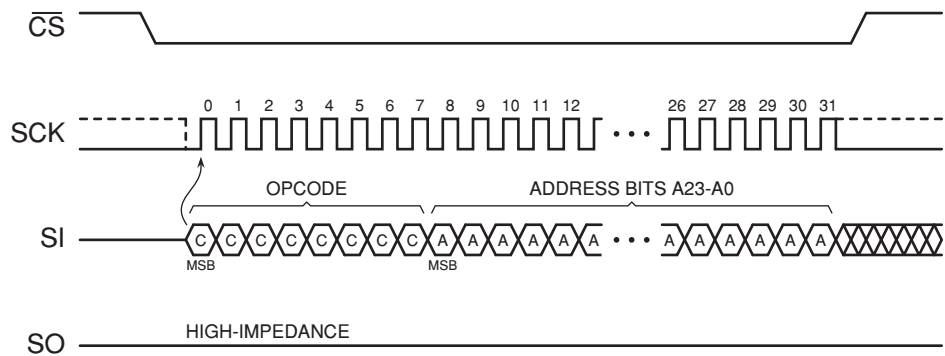 CS
0 1 2 3 4 5 6 7 8 9 10 11 12 26 27 28 29 30 31
SCK
OPCODE ADDRESS BITS A23-A0
SI C C C C C C C C A A A A A A A A A A A A
MSB MSB
HIGH-IMPEDANCE
SO